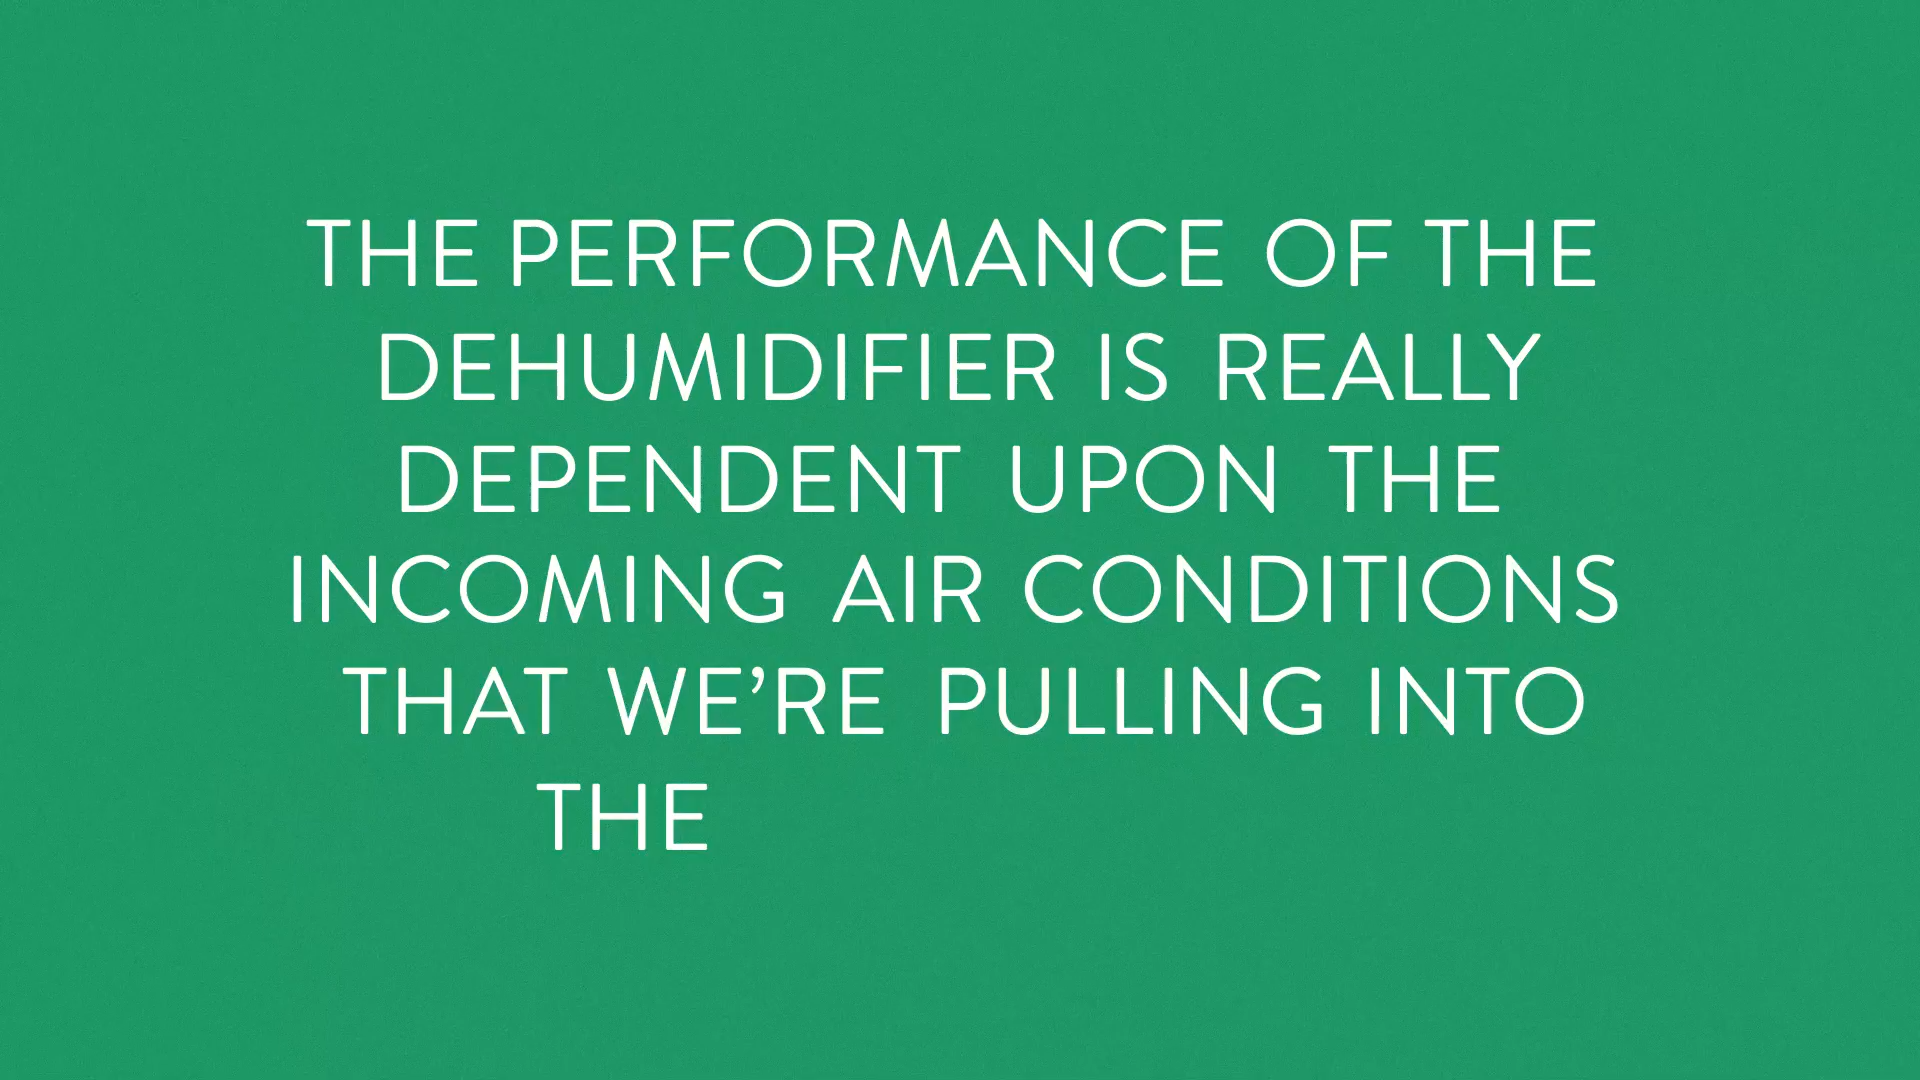 THE PERFORMANCE OF THE
DEHUMIDIFIER IS REALLY
DEPENDENT UPON THE
INCOMING AIR CONDITIONS
THAT WE’RE PULLING INTO
THE